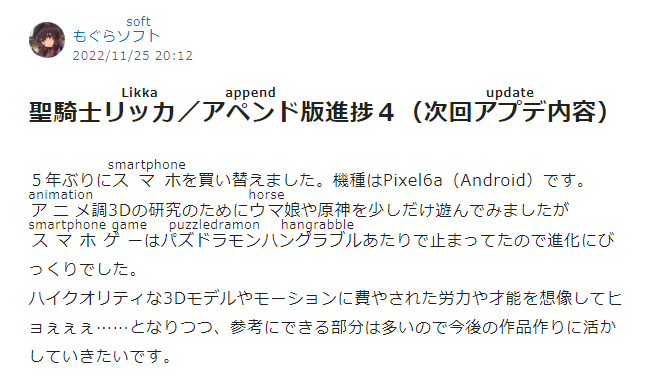 soft
もぐらソフト
2022/11/25 20:12
Likka append update
聖騎士リッカ／アペンド版進捗４（次回アプデ内容）
smartphone
５年ぶりにスマホを買い替えました。機種はPixel6a（Android）です。
animation horse
アニメ調3Dの研究のためにウマ娘や原神を少しだけ遊んでみましたが
smartphone game puzzledramon hangrabble
スマホゲーはパズドラモンハングラブルあたりで止まってたので進化にび
っくりでした。
ハイクオリティな3Dモデルやモーションに費やされた労力や才能を想像してヒ
ョぇぇぇ……となりつつ、参考にできる部分は多いので今後の作品作りに活か
していきたいです。